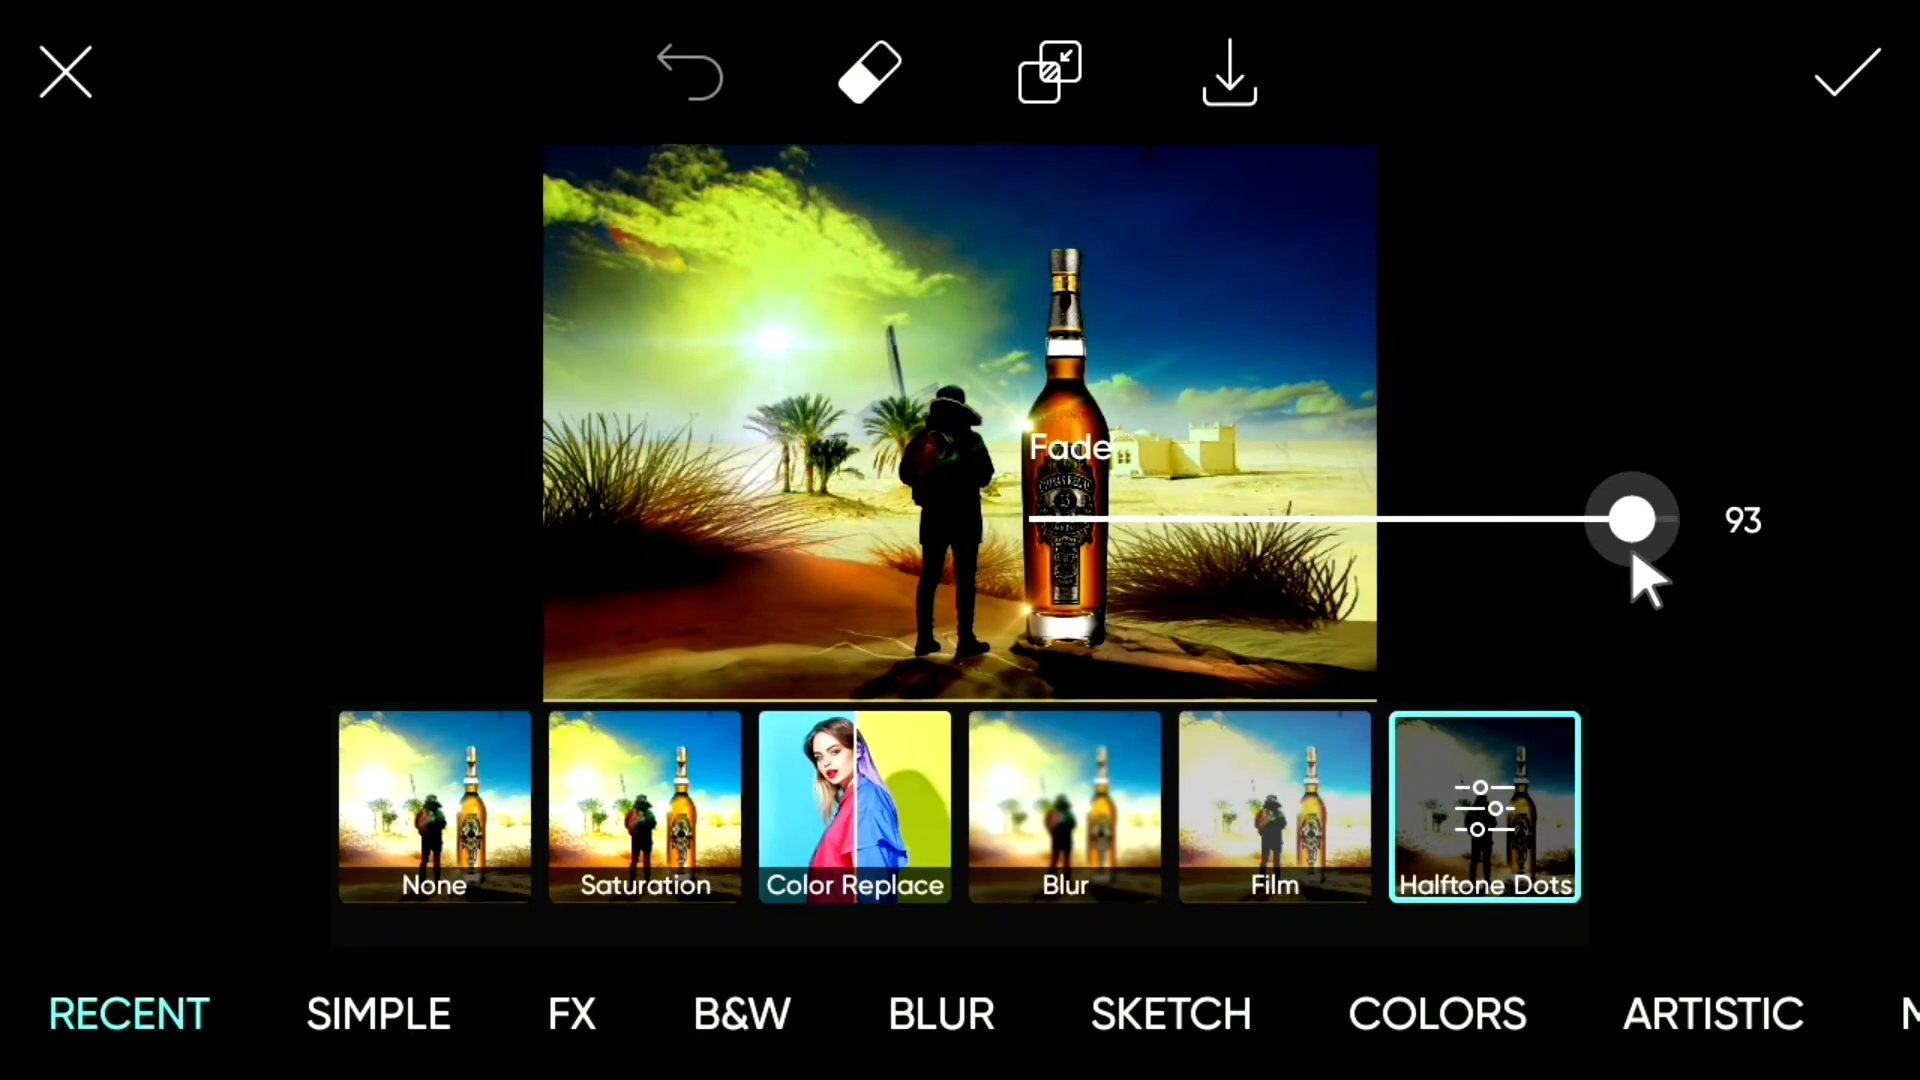 Fade
93
None
Saturation
Color Replace
Blur
Film
Halftone Dots
RECENT
SIMPLE
FX
B&W
BLUR
SKETCH
COLORS
ARTISTIC